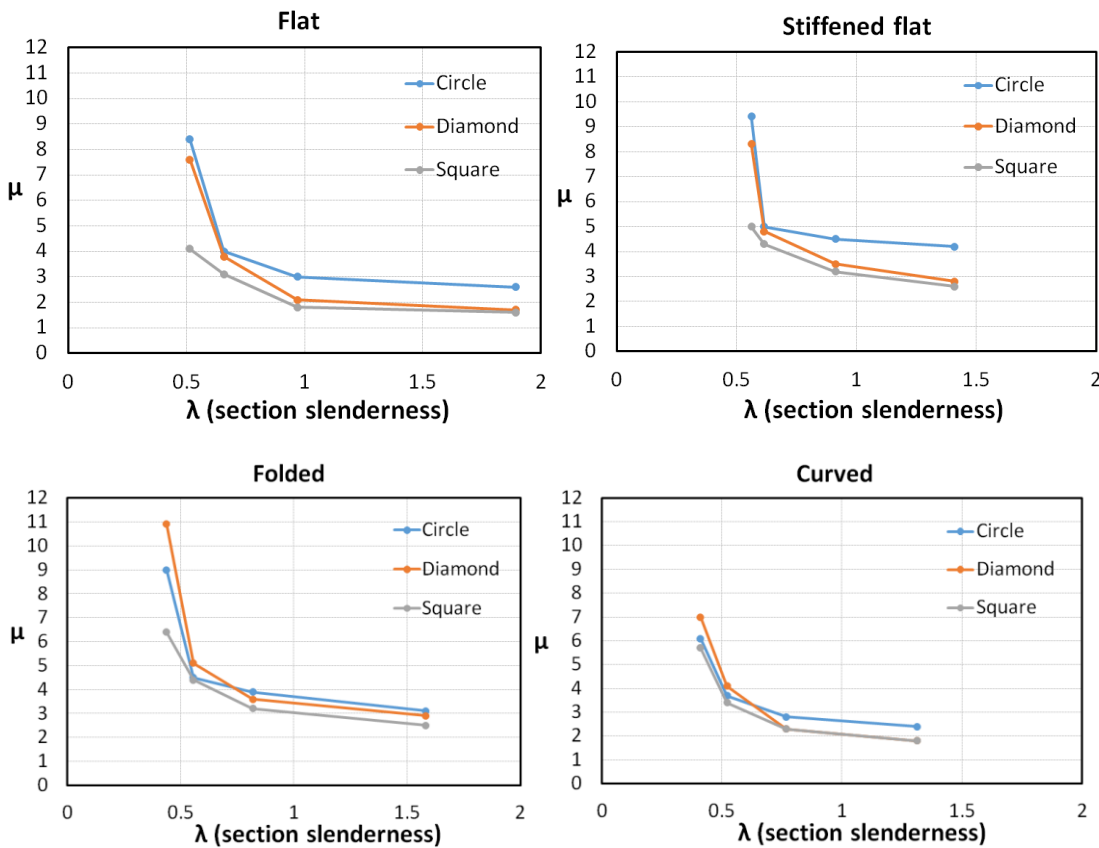 Flat
12
11
10
9
8
7
6
5
4
3
2
1
0
μ
Circle
Diamond
Square
0 0.5 1 1.5 2
λ (section slenderness)
Stiffened flat
12
11
10
9
8
7
6
5
4
3
2
1
0
μ
Circle
Diamond
Square
0 0.5 1 1.5 2
λ (section slenderness)
Folded
12
11
10
9
8
7
6
5
4
3
2
1
0
μ
Circle
Diamond
Square
0 0.5 1 1.5 2
λ (section slenderness)
Curved
12
11
10
9
8
7
6
5
4
3
2
1
0
μ
Circle
Diamond
Square
0 0.5 1 1.5 2
λ (section slenderness)